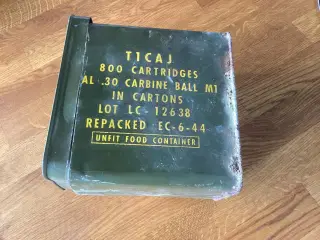 T1CAJ
800 CARTRIDGES
AL .30 CARBINE BALL M1
IN CARTONS
LOT LC-12638
REPACKED EC-6-44
UNFIT FOOD CONTAINER